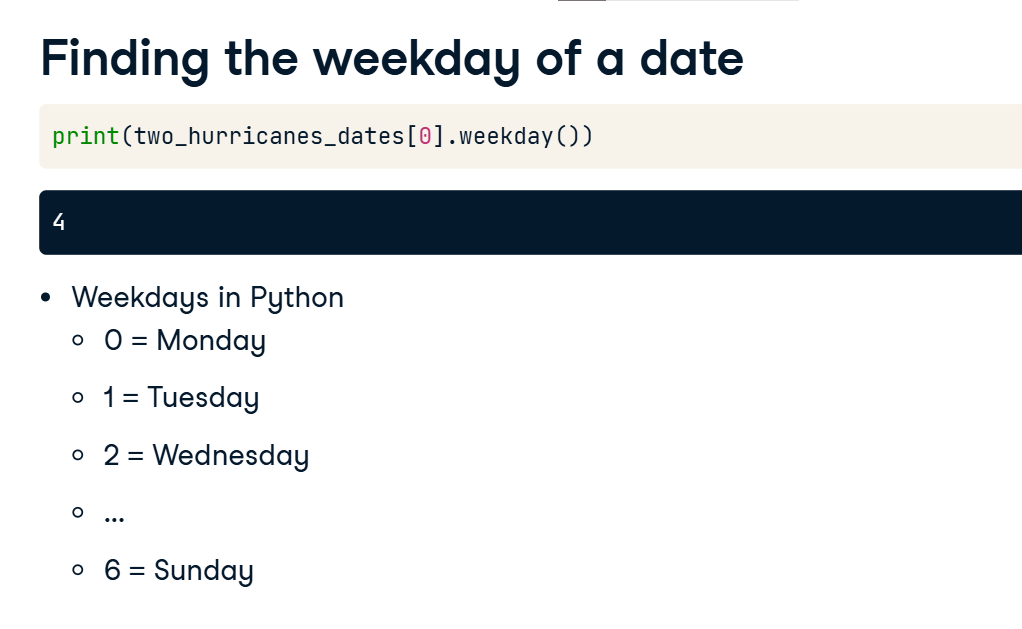 Finding the weekday of a date
print(two_hurricanes_dates[0].weekday())
4
• Weekdays in Python
○ 0 = Monday
○ 1 = Tuesday
○ 2 = Wednesday
○ ...
○ 6 = Sunday